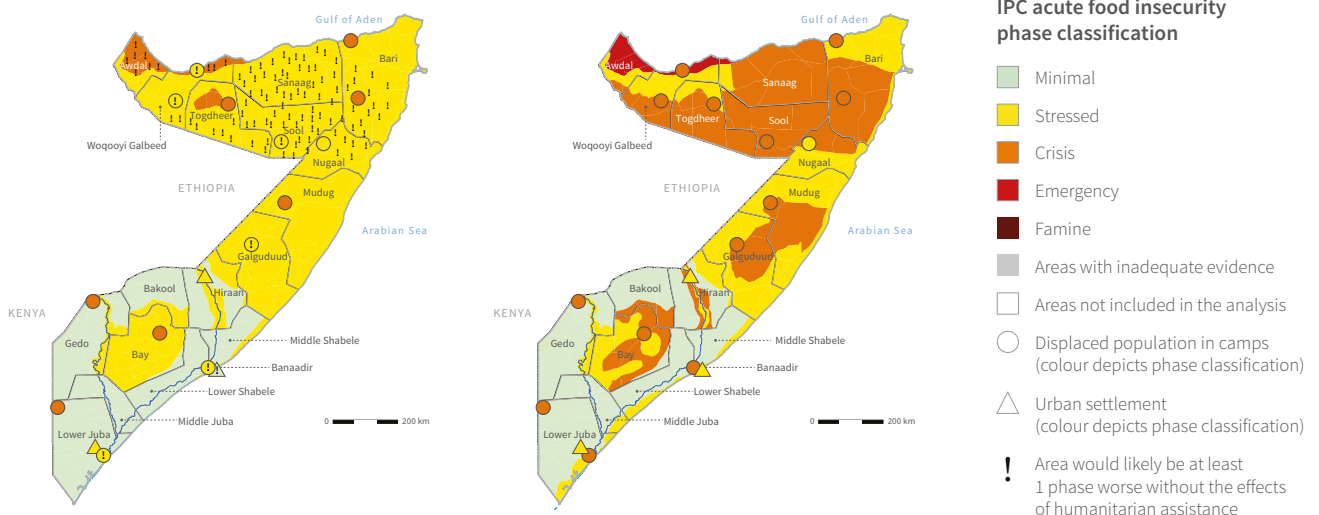 Gulf of Aden
Awdal
Bari
Sanaag
Togdheer
Sool
Woqooyi Galbeed
Nugaal
ETHIOPIA
Mudug
Arabian Sea
Galguduud
Bakool
Hiraan
KENYA
Gedo
Bay
Middle Shabele
Banaadir
Lower Shabele
Middle Juba
Lower Juba
0 200 km
Gulf of Aden
Awdal
Bari
Sanaag
Togdheer
Sool
Woqooyi Galbeed
Nugaal
ETHIOPIA
Mudug
Arabian Sea
Galguduud
Bakool
Hiraan
KENYA
Gedo
Bay
Middle Shabele
Banaadir
Lower Shabele
Middle Juba
Lower Juba
0 200 km
IPC acute food insecurity
phase classification
Minimal
Stressed
Crisis
Emergency
Famine
Areas with inadequate evidence
Areas not included in the analysis
Displaced population in camps
(colour depicts phase classification)
Urban settlement
(colour depicts phase classification)
! Area would likely be at least
1 phase worse without the effects
of humanitarian assistance